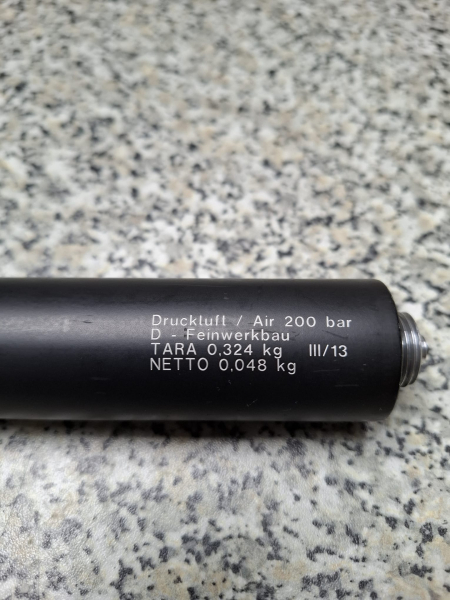 Druckluft / Air 200 bar
D - Feinwerkbau
TARA 0,324 kg III/13
NETTO 0,048 kg